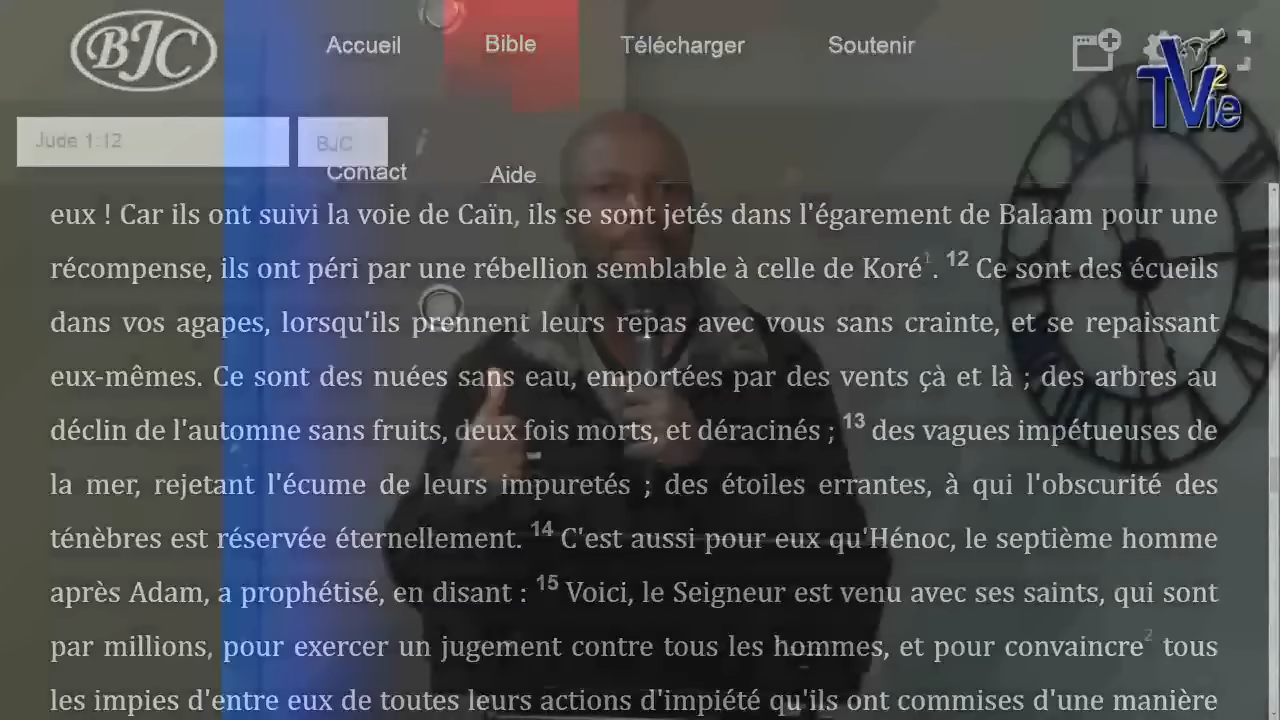 BJC
Accueil
Bible
Télécharger
Soutenir
TV2Vie
Jude 1:12
BJC
i
Contact
Aide
eux ! Car ils ont suivi la voie de Caïn, ils se sont jetés dans l'égarement de Balaam pour une
récompense, ils ont péri par une rébellion semblable à celle de Koré1. 12 Ce sont des écueils
dans vos agapes, lorsqu'ils prennent leurs repas avec vous sans crainte, et se repaissant
eux-mêmes. Ce sont des nuées sans eau, emportées par des vents çà et là ; des arbres au
déclin de l'automne sans fruits, deux fois morts, et déracinés ; 13 des vagues impétueuses de
la mer, rejetant l'écume de leurs impuretés ; des étoiles errantes, à qui l'obscurité des
ténèbres est réservée éternellement. 14 C'est aussi pour eux qu'Hénoc, le septième homme
après Adam, a prophétisé, en disant : 15 Voici, le Seigneur est venu avec ses saints, qui sont
par millions, pour exercer un jugement contre tous les hommes, et pour convaincre2 tous
les impies d'entre eux de toutes leurs actions d'impiété qu'ils ont commises d'une manière